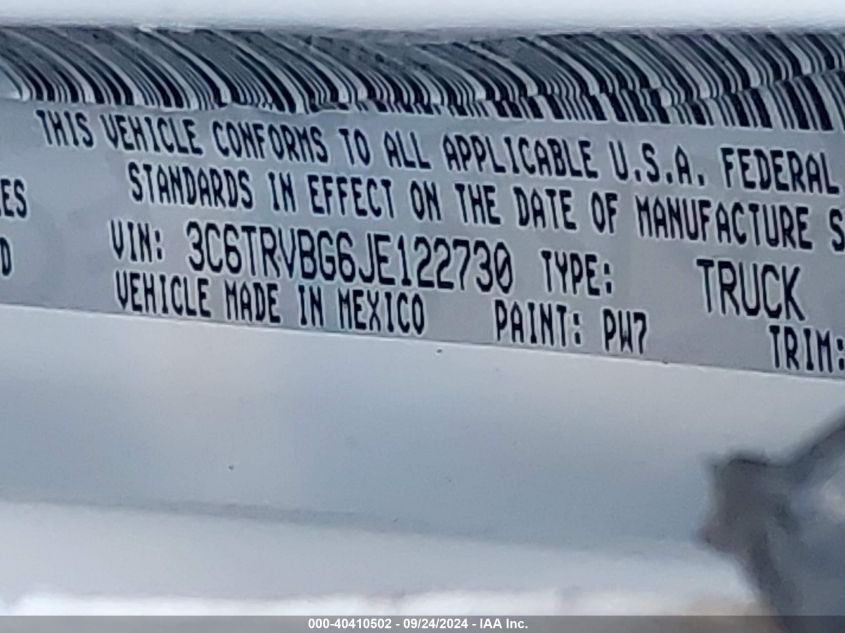 THIS VEHICLE CONFORMS TO ALL APPLICABLE U.S.A. FEDERAL
STANDARDS IN EFFECT ON THE DATE OF MANUFACTURE S
ES
VIN: 3C6TRVBG6JE122730 TYPE: TRUCK
D
VEHICLE MADE IN MEXICO PAINT: PW7 TRIM:
000-40410502 - 09/24/2024 - IAA Inc.